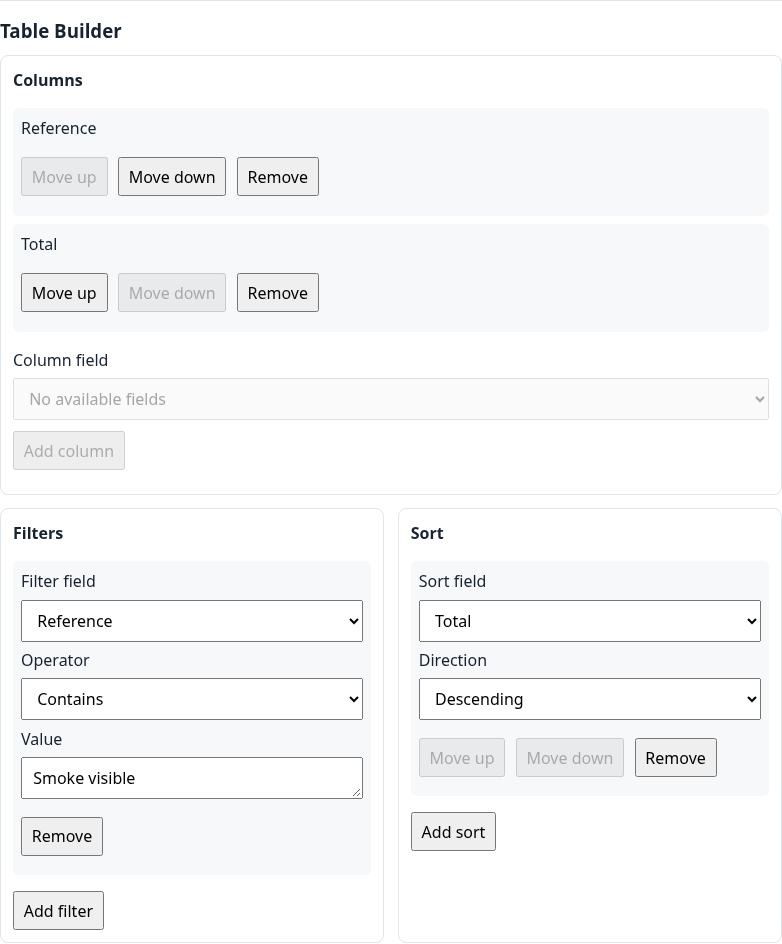 Table Builder
Columns
Reference
Move up Move down Remove
Total
Move up Move down Remove
Column field
No available fields
Add column
Filters
Filter field
Reference
Operator
Contains
Value
Smoke visible
Remove
Add filter
Sort
Sort field
Total
Direction
Descending
Move up Move down Remove
Add sort